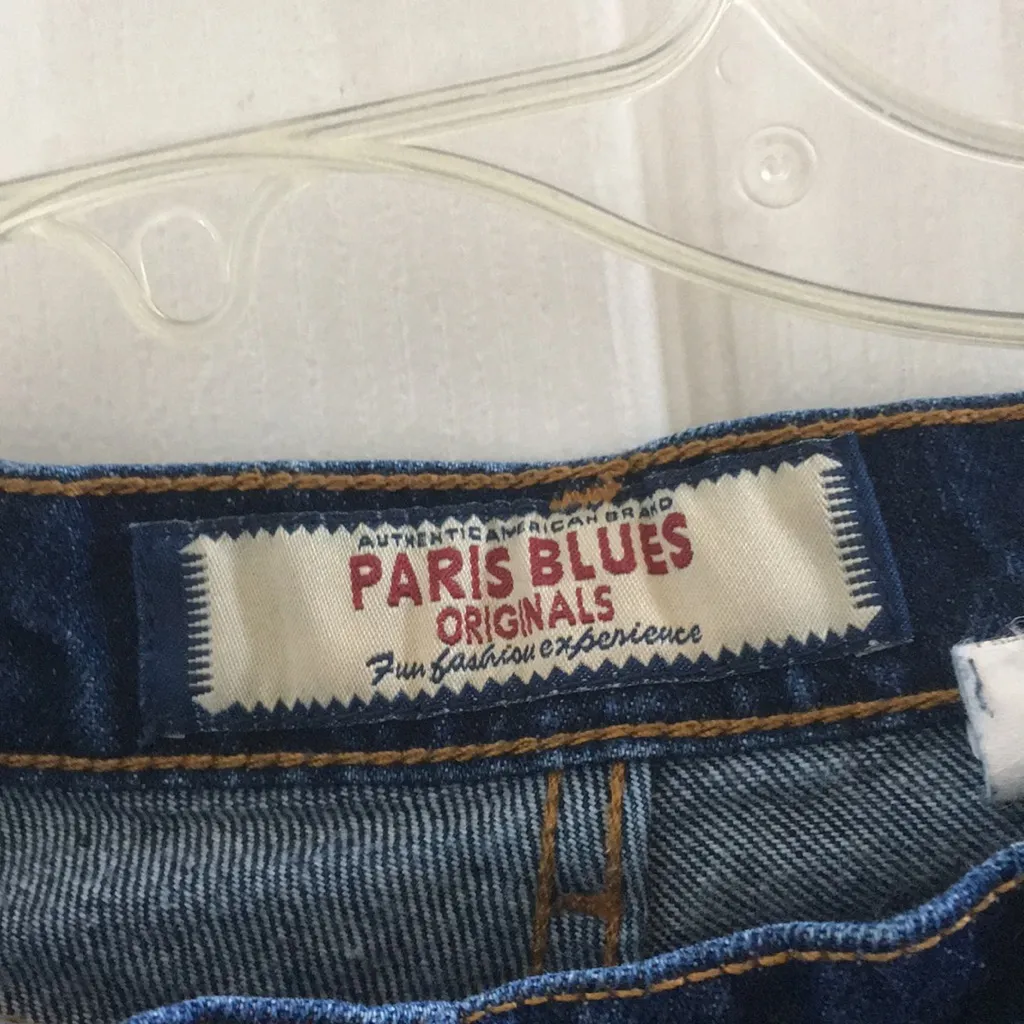 AUTHENTIC AMERICAN BRAND
PARIS BLUES
ORIGINALS
Fun fashion experience